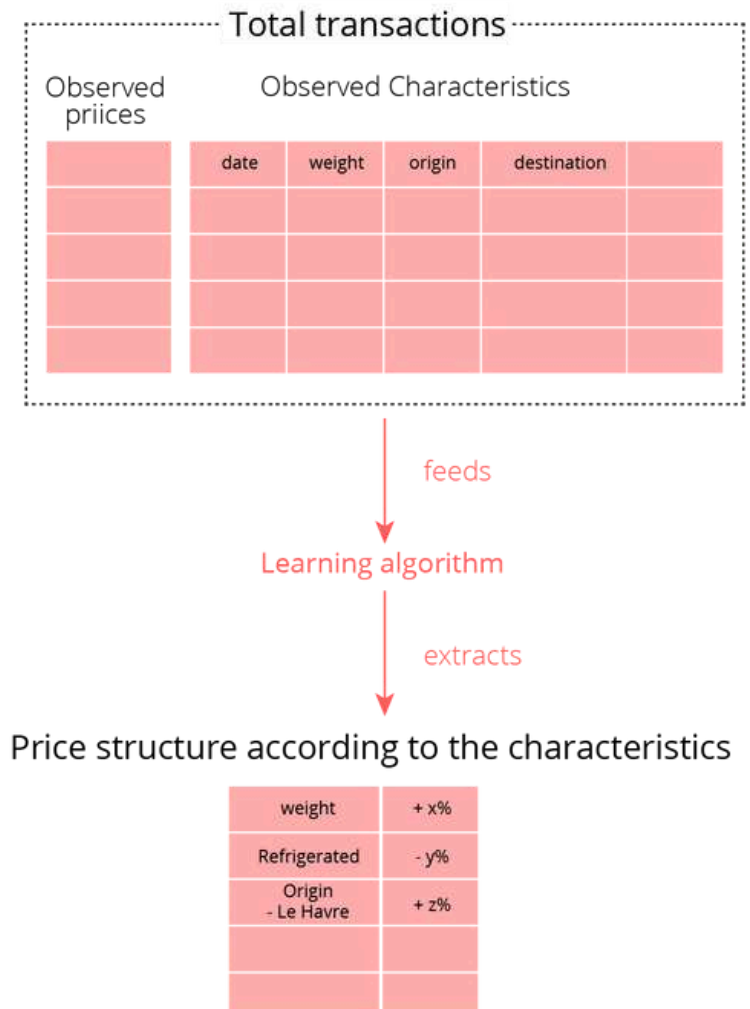 Total transactions
Observed
priices
Observed Characteristics
date weight origin destination
feeds
Learning algorithm
extracts
Price structure according to the characteristics
weight + x%
Refrigerated - y%
Origin
- Le Havre + z%